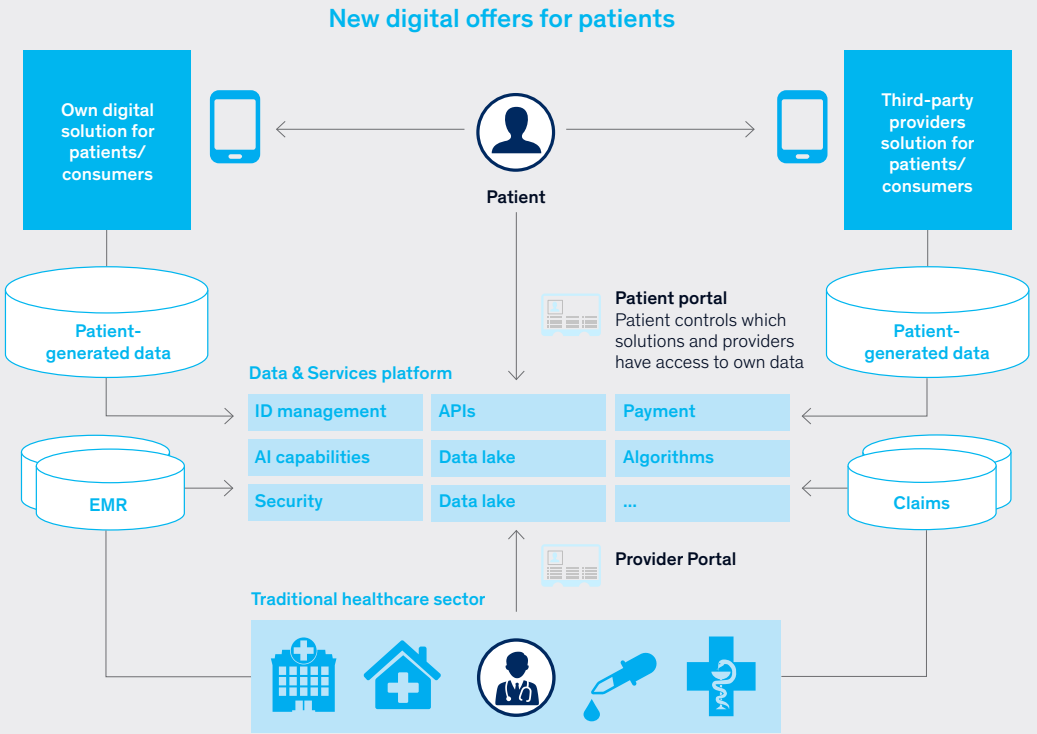 New digital offers for patients
Own digital
solution for
patients/
consumers
Third-party
providers
solution for
patients/
consumers
Patient
Patient-
generated data
Patient portal
Patient controls which
solutions and providers
have access to own data
Patient-
generated data
Data & Services platform
ID management
APIs
Payment
AI capabilities
Data lake
Algorithms
Security
Data lake
...
EMR
Claims
Provider Portal
Traditional healthcare sector